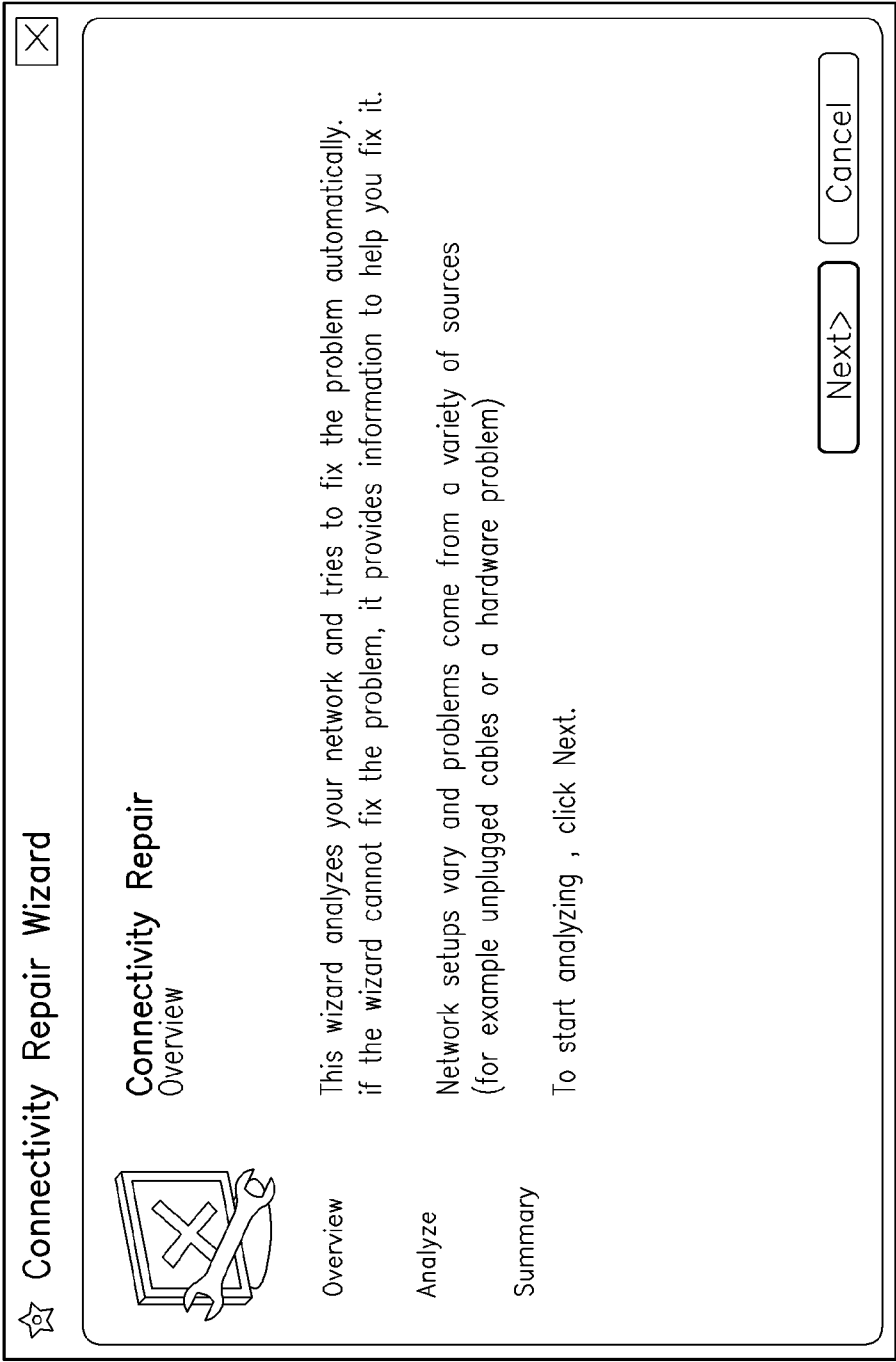 Connectivity Repair Wizard
Connectivity Repair
Overview
Overview
Analyze
Summary
This wizard analyzes your network and tries to fix the problem automatically.
if the wizard cannot fix the problem, it provides information to help you fix it.
Network setups vary and problems come from a variety of sources
(for example unplugged cables or a hardware problem)
To start analyzing , click Next.
Next>
Cancel